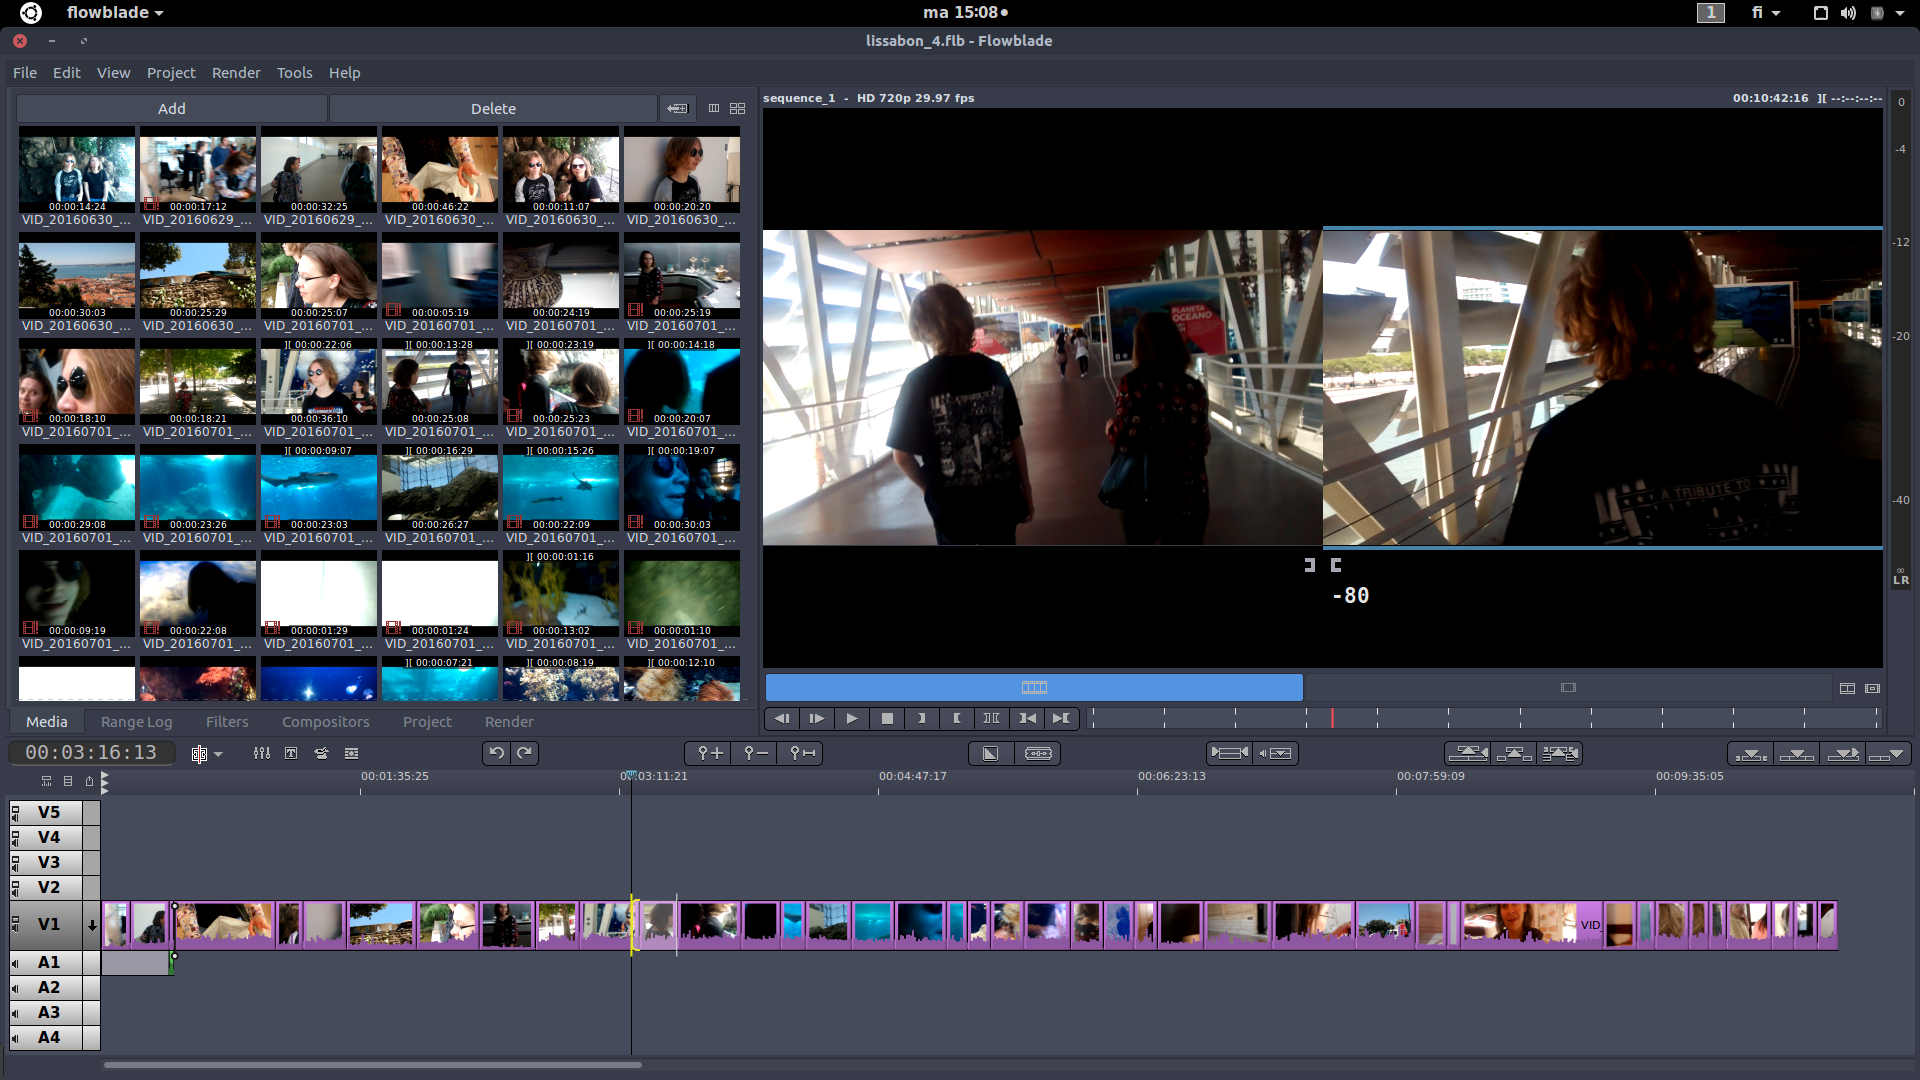 flowblade
ma 15:08
1
fi
lissabon_4.flb - Flowblade
File Edit View Project Render Tools Help
Add
Delete
sequence_1 - HD 720p 29.97 fps
00:10:42:16 ][ --:--:--:--
0
-4
-12
-20
-40
∞
LR
00:00:14:24 00:00:17:12 00:00:32:25 00:00:46:22 00:00:11:07 00:00:20:20
VID_20160630_... VID_20160629_... VID_20160629_... VID_20160630_... VID_20160630_... VID_20160630_...
00:00:30:03 00:00:25:29 00:00:25:07 00:00:05:19 00:00:24:19 00:00:25:19
VID_20160630_... VID_20160630_... VID_20160701_... VID_20160701_... VID_20160701_... VID_20160701_...
][ 00:00:22:06 ][ 00:00:13:28 ][ 00:00:23:19 ][ 00:00:14:18
00:00:18:10 00:00:18:21 00:00:36:10 00:00:25:08 00:00:25:23 00:00:20:07
VID_20160701_... VID_20160701_... VID_20160701_... VID_20160701_... VID_20160701_... VID_20160701_...
][ 00:00:09:07 ][ 00:00:16:29 ][ 00:00:15:26 ][ 00:00:19:07
00:00:29:08 00:00:23:26 00:00:23:03 00:00:26:27 00:00:22:09 00:00:30:03
VID_20160701_... VID_20160701_... VID_20160701_... VID_20160701_... VID_20160701_... VID_20160701_...
][ 00:00:01:16
00:00:09:19 00:00:22:08 00:00:01:29 00:00:01:24 00:00:13:02 00:00:01:10
VID_20160701_... VID_20160701_... VID_20160701_... VID_20160701_... VID_20160701_... VID_20160701_...
][ 00:00:07:21 ][ 00:00:08:19 ][ 00:00:12:10
PLANETA
OCEANO
A TRIBUTE TO
-80
Media Range Log Filters Compositors Project Render
00:03:16:13
00:01:35:25 00:03:11:21 00:04:47:17 00:06:23:13 00:07:59:09 00:09:35:05
V5
V4
V3
V2
V1
VID_
A1
A2
A3
A4